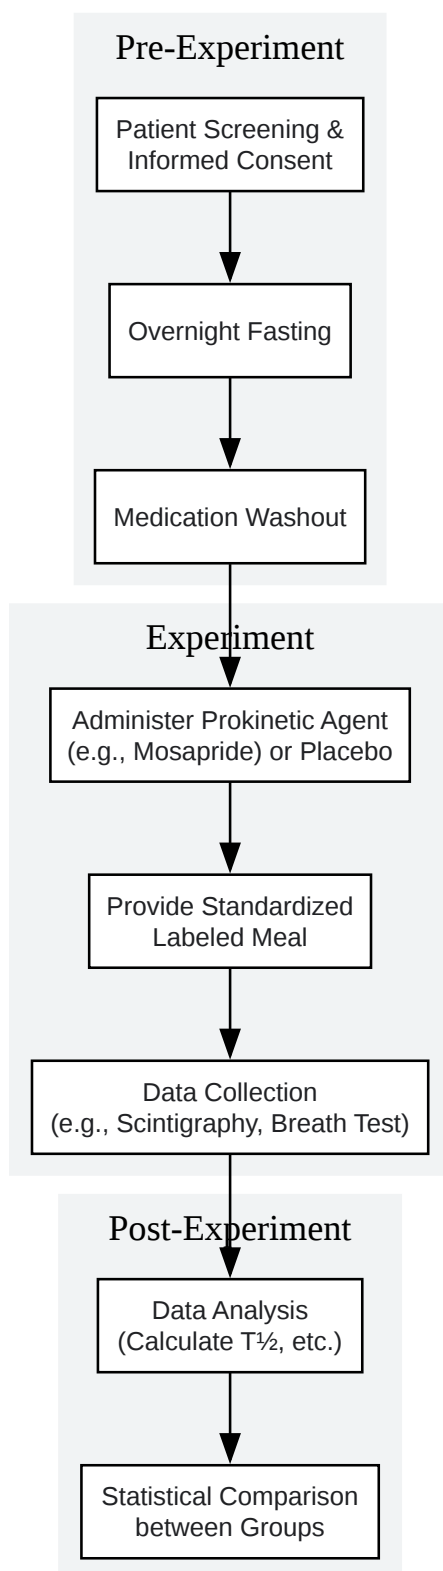 Pre-Experiment
Patient Screening &
Informed Consent
Overnight Fasting
Medication Washout
Experiment
Administer Prokinetic Agent
(e.g., Mosapride) or Placebo
Provide Standardized
Labeled Meal
Data Collection
(e.g., Scintigraphy, Breath Test)
Post-Experiment
Data Analysis
(Calculate T½, etc.)
Statistical Comparison
between Groups